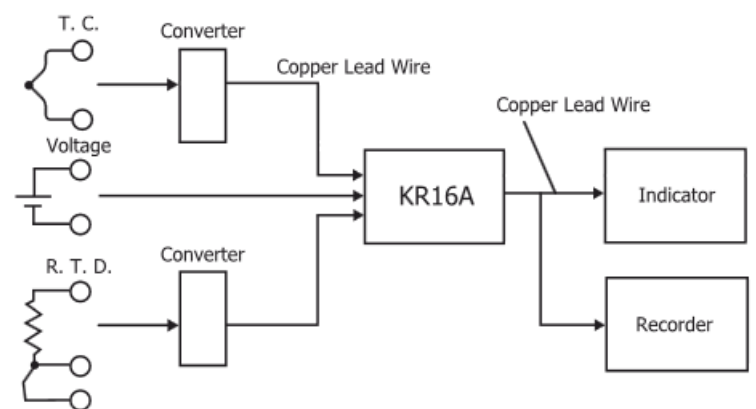 T. C.
Converter
Copper Lead Wire
Copper Lead Wire
Voltage
KR16A
Indicator
Converter
R. T. D.
Recorder